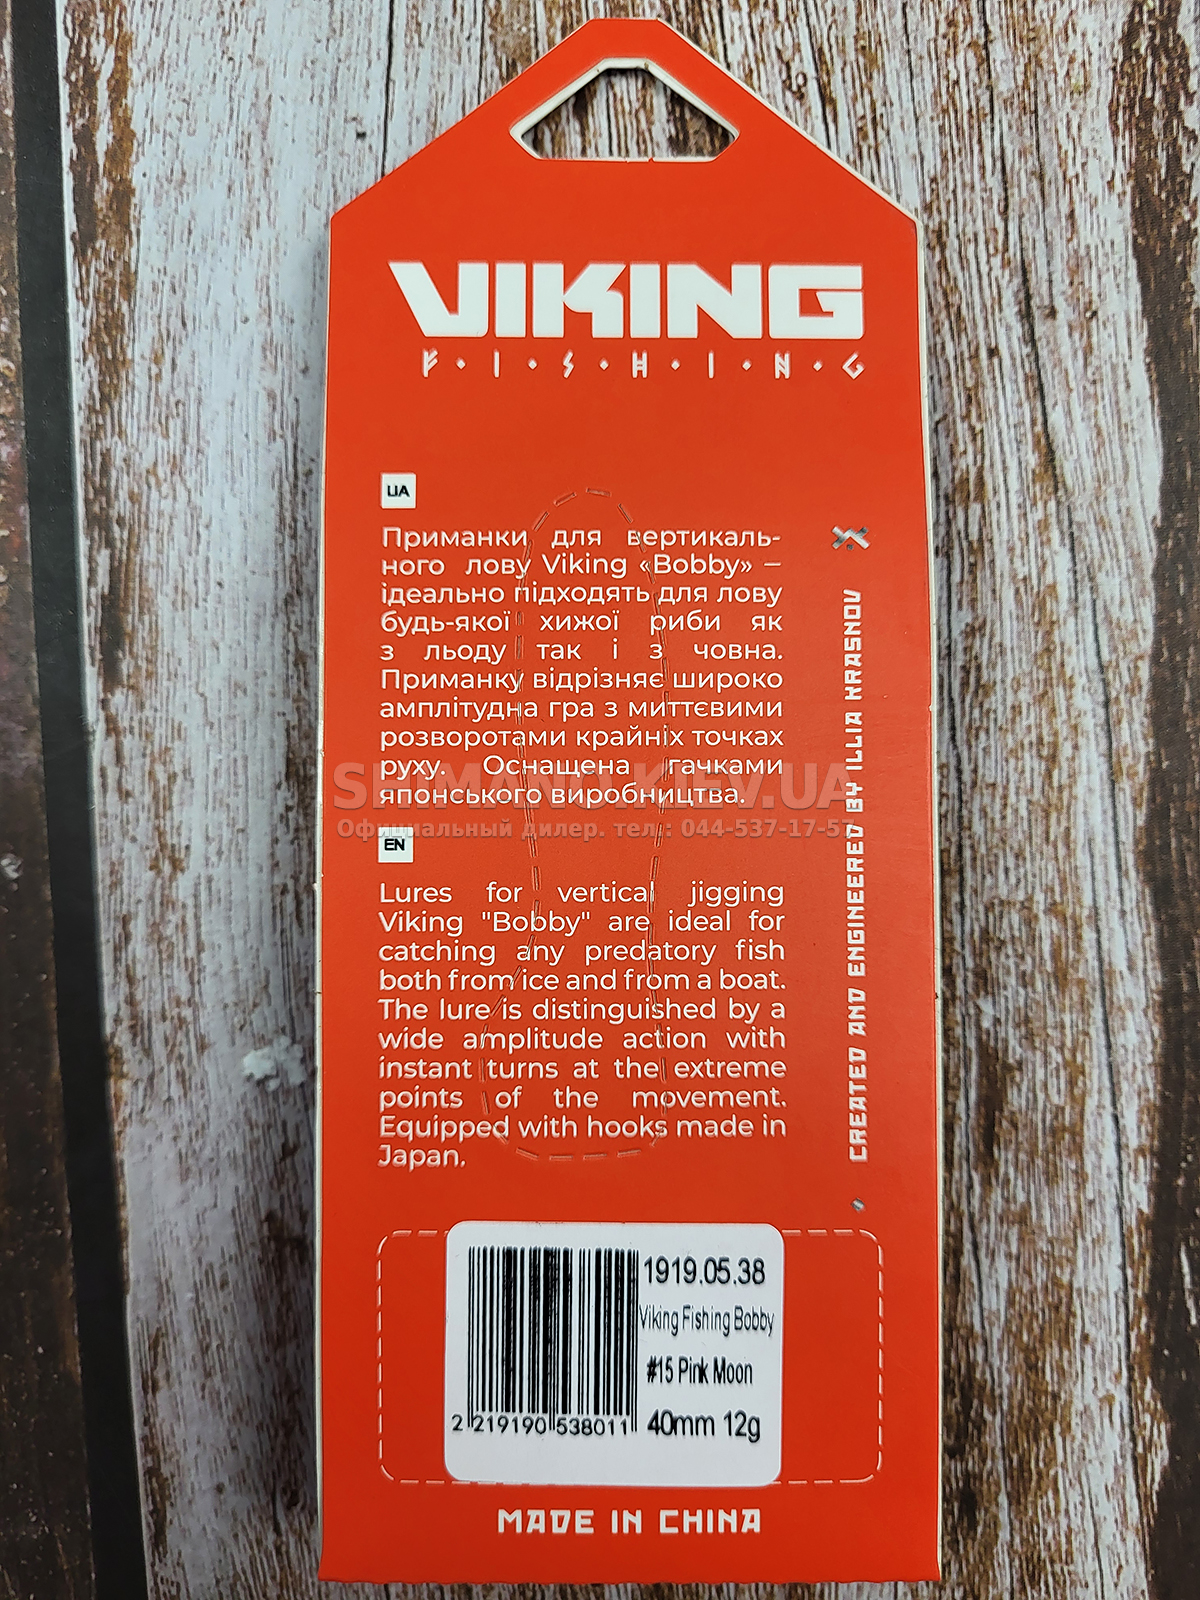 VIKING
F·I·S·H·I·N·G
UA
Приманки для вертикаль-
ного лову Viking «Bobby» –
ідеально підходять для лову
будь-якої хижої риби як
з льоду так і з човна.
Приманку відрізняє широко
амплітудна гра з миттєвими
розворотами крайніх точках
руху. Оснащена гачками
японського виробництва.
SHIMANO.KIEV.UA
Официальный дилер. тел.: 044-537-17-57
EN
Lures for vertical jigging
Viking "Bobby" are ideal for
catching any predatory fish
both from ice and from a boat.
The lure is distinguished by a
wide amplitude action with
instant turns at the extreme
points of the movement.
Equipped with hooks made in
Japan.
CREATED AND ENGINEERED BY ILLIA KRASNOV
1919.05.38
Viking Fishing Bobby
#15 Pink Moon
40mm 12g
2 219190 538011
MADE IN CHINA